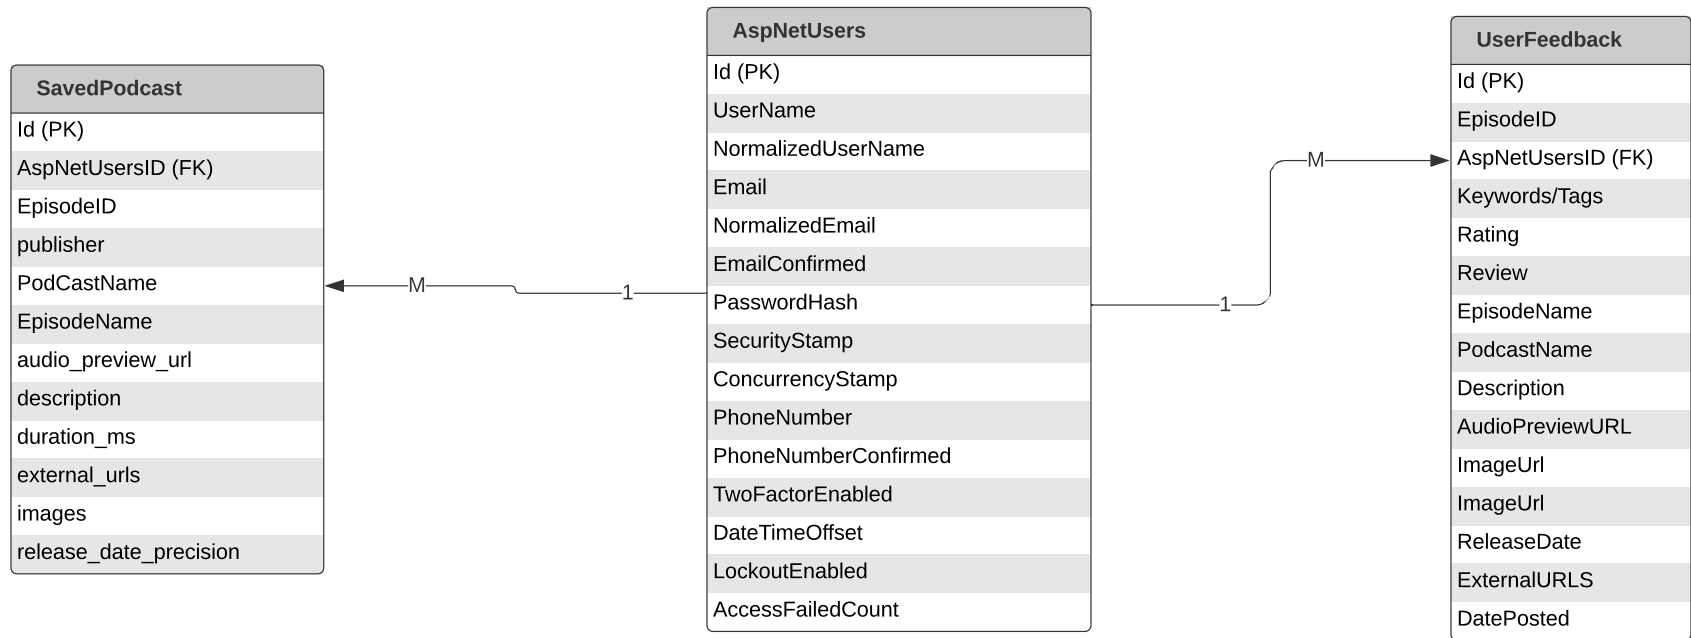 SavedPodcast
Id (PK)
AspNetUsersID (FK)
EpisodeID
publisher
PodCastName
EpisodeName
audio_preview_url
description
duration_ms
external_urls
images
release_date_precision
M
1
AspNetUsers
Id (PK)
UserName
NormalizedUserName
Email
NormalizedEmail
EmailConfirmed
PasswordHash
SecurityStamp
ConcurrencyStamp
PhoneNumber
PhoneNumberConfirmed
TwoFactorEnabled
DateTimeOffset
LockoutEnabled
AccessFailedCount
1
M
UserFeedback
Id (PK)
EpisodeID
AspNetUsersID (FK)
Keywords/Tags
Rating
Review
EpisodeName
PodcastName
Description
AudioPreviewURL
ImageUrl
ImageUrl
ReleaseDate
ExternalURLS
DatePosted